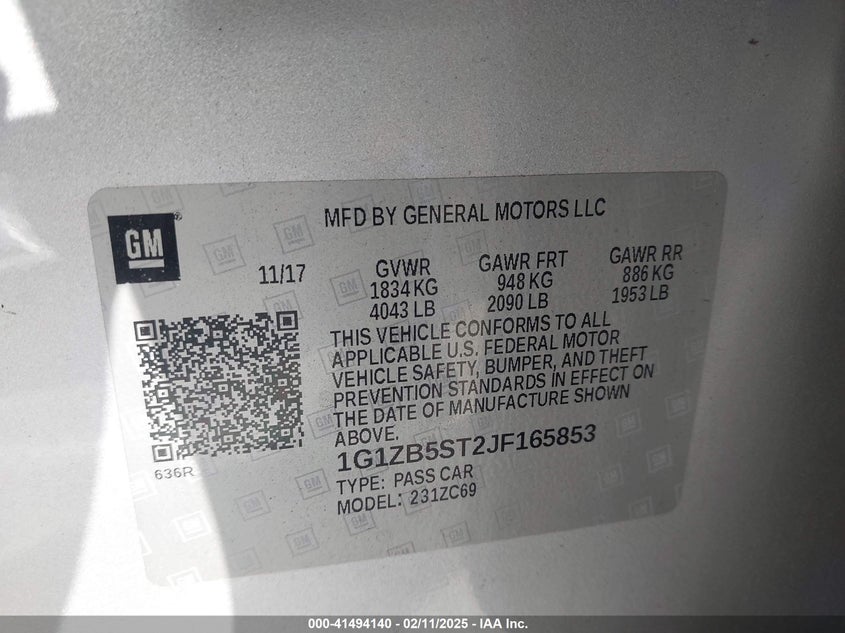 MFD BY GENERAL MOTORS LLC
GM
11/17
GVWR
1834 KG
4043 LB
GAWR FRT
948 KG
2090 LB
GAWR RR
886 KG
1953 LB
THIS VEHICLE CONFORMS TO ALL
APPLICABLE U.S. FEDERAL MOTOR
VEHICLE SAFETY, BUMPER, AND THEFT
PREVENTION STANDARDS IN EFFECT ON
THE DATE OF MANUFACTURE SHOWN
ABOVE.
636R
1G1ZB5ST2JF165853
TYPE: PASS CAR
MODEL: 231ZC69
000-41494140 - 02/11/2025 - IAA Inc.